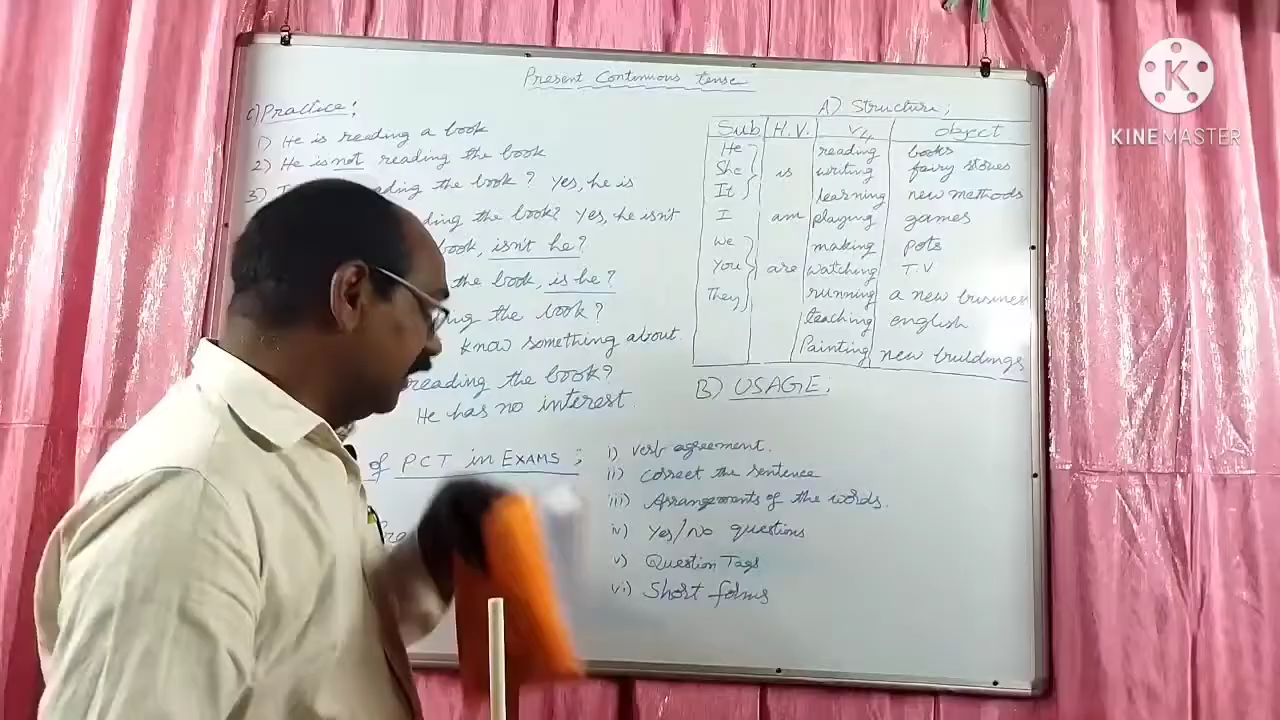 Present Continuous tense
C) Practice;
1) He is reading a book
2) He is not reading the book
3) reading the book? Yes, he is
reading the book? Yes, he isn't
book, isn't he?
the book, is he?
the book?
know something about.
reading the book?
He has no interest.
of PCT in EXAMS;
A) Structure;
Sub H.V. V4 object
He reading books
She is writing fairy stories
It learning new methods
I am playing games
we making pots
you are watching T.V
They running a new business
teaching english
Painting new buildings
B) USAGE;
i) verb agreement.
ii) correct the sentence
iii) Arrangements of the words.
iv) Yes/No questions
v) Question Tags
vi) Short forms
K
KINEMASTER